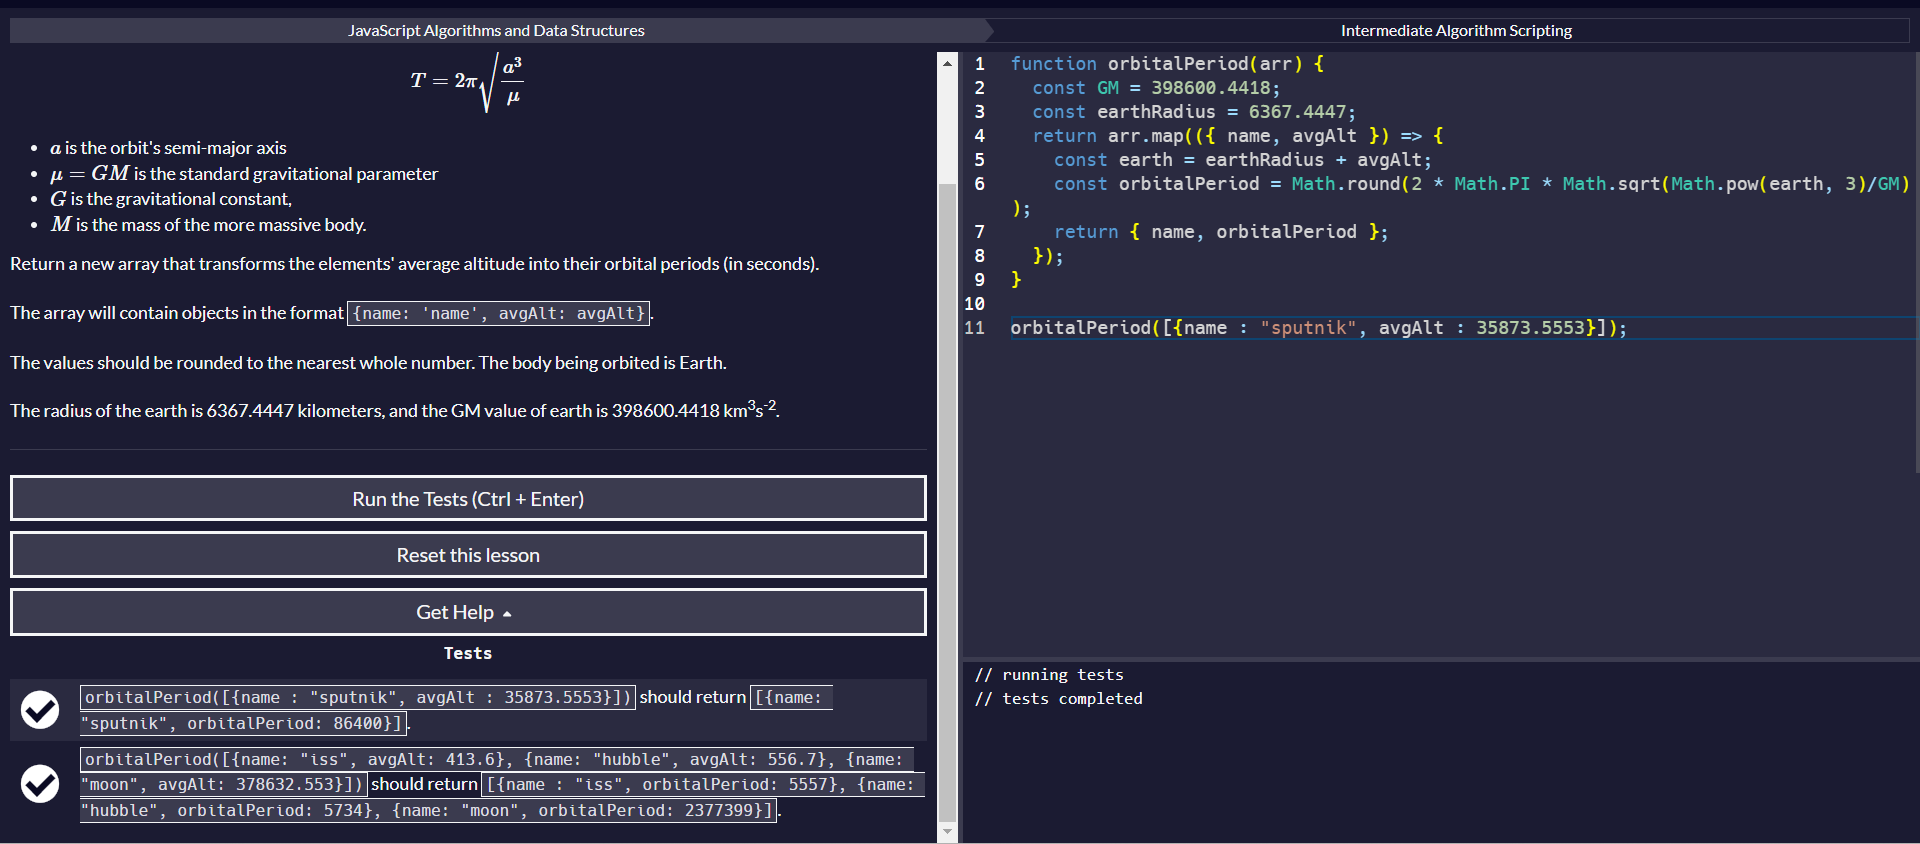 JavaScript Algorithms and Data Structures
Intermediate Algorithm Scripting
T = 2π√(a³/μ)
• a is the orbit's semi-major axis
• μ = GM is the standard gravitational parameter
• G is the gravitational constant,
• M is the mass of the more massive body.
Return a new array that transforms the elements' average altitude into their orbital periods (in seconds).
The array will contain objects in the format {name: 'name', avgAlt: avgAlt}.
The values should be rounded to the nearest whole number. The body being orbited is Earth.
The radius of the earth is 6367.4447 kilometers, and the GM value of earth is 398600.4418 km³s⁻².
Run the Tests (Ctrl + Enter)
Reset this lesson
Get Help
Tests
orbitalPeriod([{name : "sputnik", avgAlt : 35873.5553}]) should return [{name:
"sputnik", orbitalPeriod: 86400}].
orbitalPeriod([{name: "iss", avgAlt: 413.6}, {name: "hubble", avgAlt: 556.7}, {name:
"moon", avgAlt: 378632.553}]) should return [{name : "iss", orbitalPeriod: 5557}, {name:
"hubble", orbitalPeriod: 5734}, {name: "moon", orbitalPeriod: 2377399}].
1 function orbitalPeriod(arr) {
2   const GM = 398600.4418;
3   const earthRadius = 6367.4447;
4   return arr.map(({ name, avgAlt }) => {
5     const earth = earthRadius + avgAlt;
6     const orbitalPeriod = Math.round(2 * Math.PI * Math.sqrt(Math.pow(earth, 3)/GM)
);
7     return { name, orbitalPeriod };
8   });
9 }
10
11 orbitalPeriod([{name : "sputnik", avgAlt : 35873.5553}]);
// running tests
// tests completed